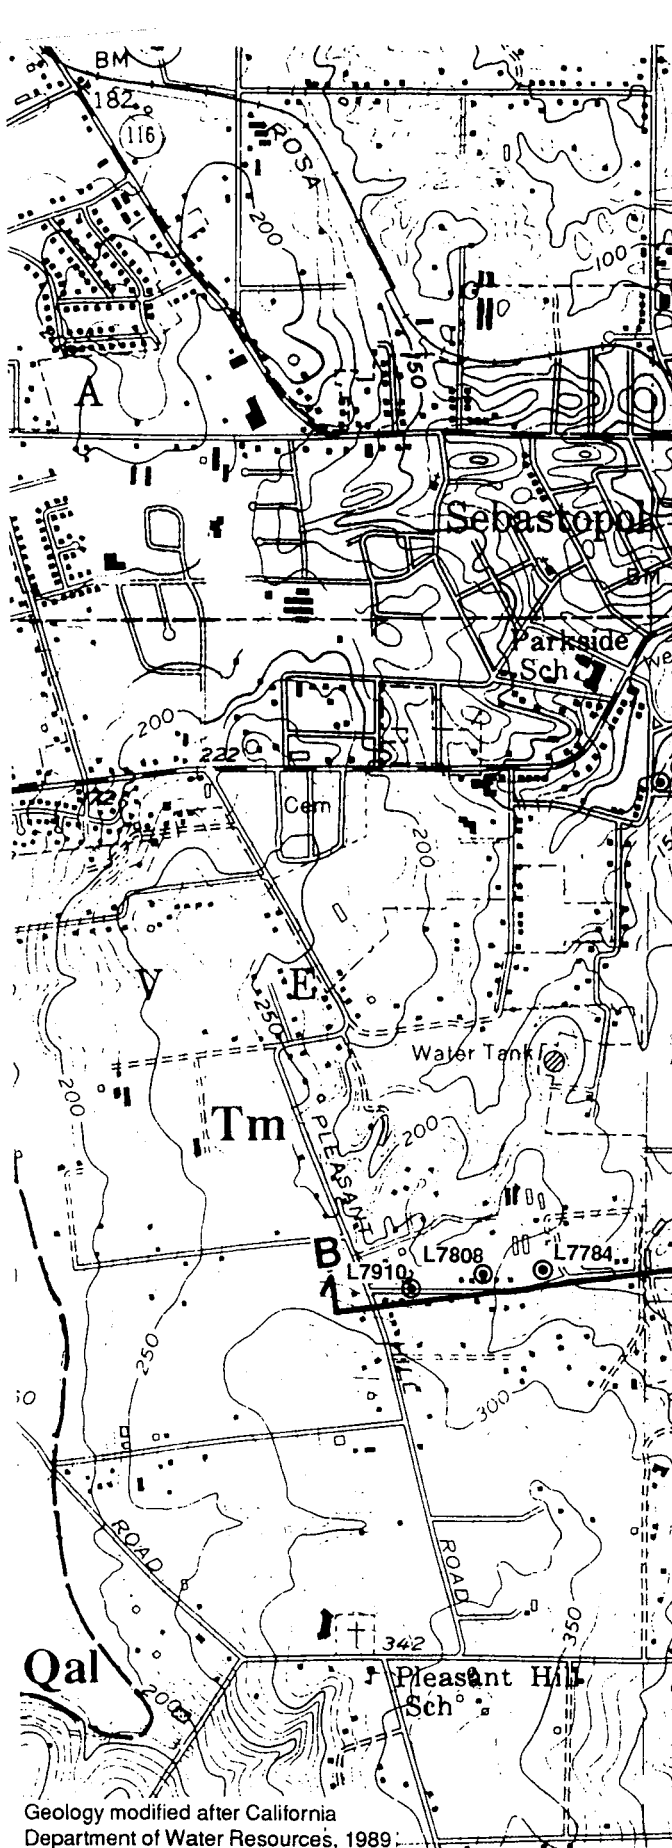 BM
182
116
ROSA
200
100
150
A
Sebastopol
BM
Parkside
Sch
200
222
Cem
200
V E
250
Water Tank
200
Tm
PLEASANT
200
B
L7910
L7808
L7784
1
250
HILL
300
ROAD
ROAD
350
342
Qal
Pleasant Hill
Sch
200
Geology modified after California
Department of Water Resources, 1989